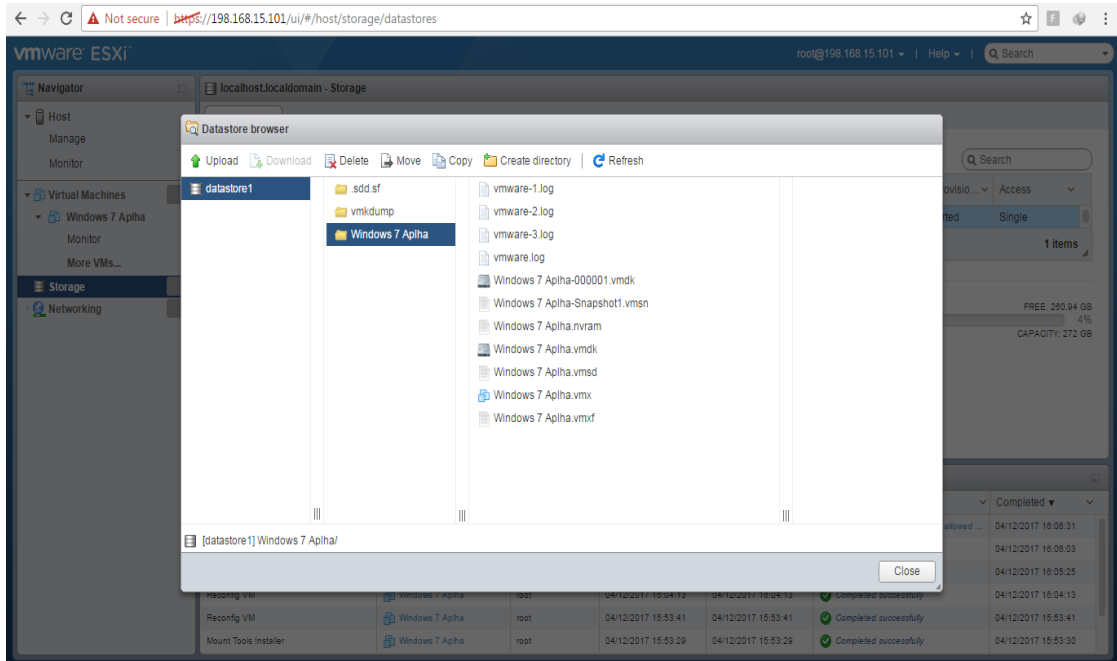 Not secure | https://198.168.15.101/ui/#/host/storage/datastores
vmware ESXi
root@198.168.15.101 | Help | Search
Navigator
localhost.localdomain - Storage
Host
Manage
Monitor
Virtual Machines
Windows 7 Aplha
Monitor
More VMs...
Storage
Networking
Datastore browser
Upload Download Delete Move Copy Create directory | Refresh
datastore1
.sdd.sf
vmkdump
Windows 7 Aplha
vmware-1.log
vmware-2.log
vmware-3.log
vmware.log
Windows 7 Aplha-000001.vmdk
Windows 7 Aplha-Snapshot1.vmsn
Windows 7 Aplha.nvram
Windows 7 Aplha.vmdk
Windows 7 Aplha.vmsd
Windows 7 Aplha.vmx
Windows 7 Aplha.vmxf
[datastore1] Windows 7 Aplha/
Close
Search
Access
Single
1 items
FREE: 260.94 GB
4%
CAPACITY: 272 GB
Completed
allowed ... 04/12/2017 16:06:31
04/12/2017 16:06:03
04/12/2017 16:05:25
Reconfig VM Windows 7 Aplha root 04/12/2017 16:04:13 04/12/2017 16:04:13 Completed successfully 04/12/2017 16:04:13
Reconfig VM Windows 7 Aplha root 04/12/2017 15:53:41 04/12/2017 15:53:41 Completed successfully 04/12/2017 15:53:41
Mount Tools Installer Windows 7 Aplha root 04/12/2017 15:53:29 04/12/2017 15:53:29 Completed successfully 04/12/2017 15:53:30